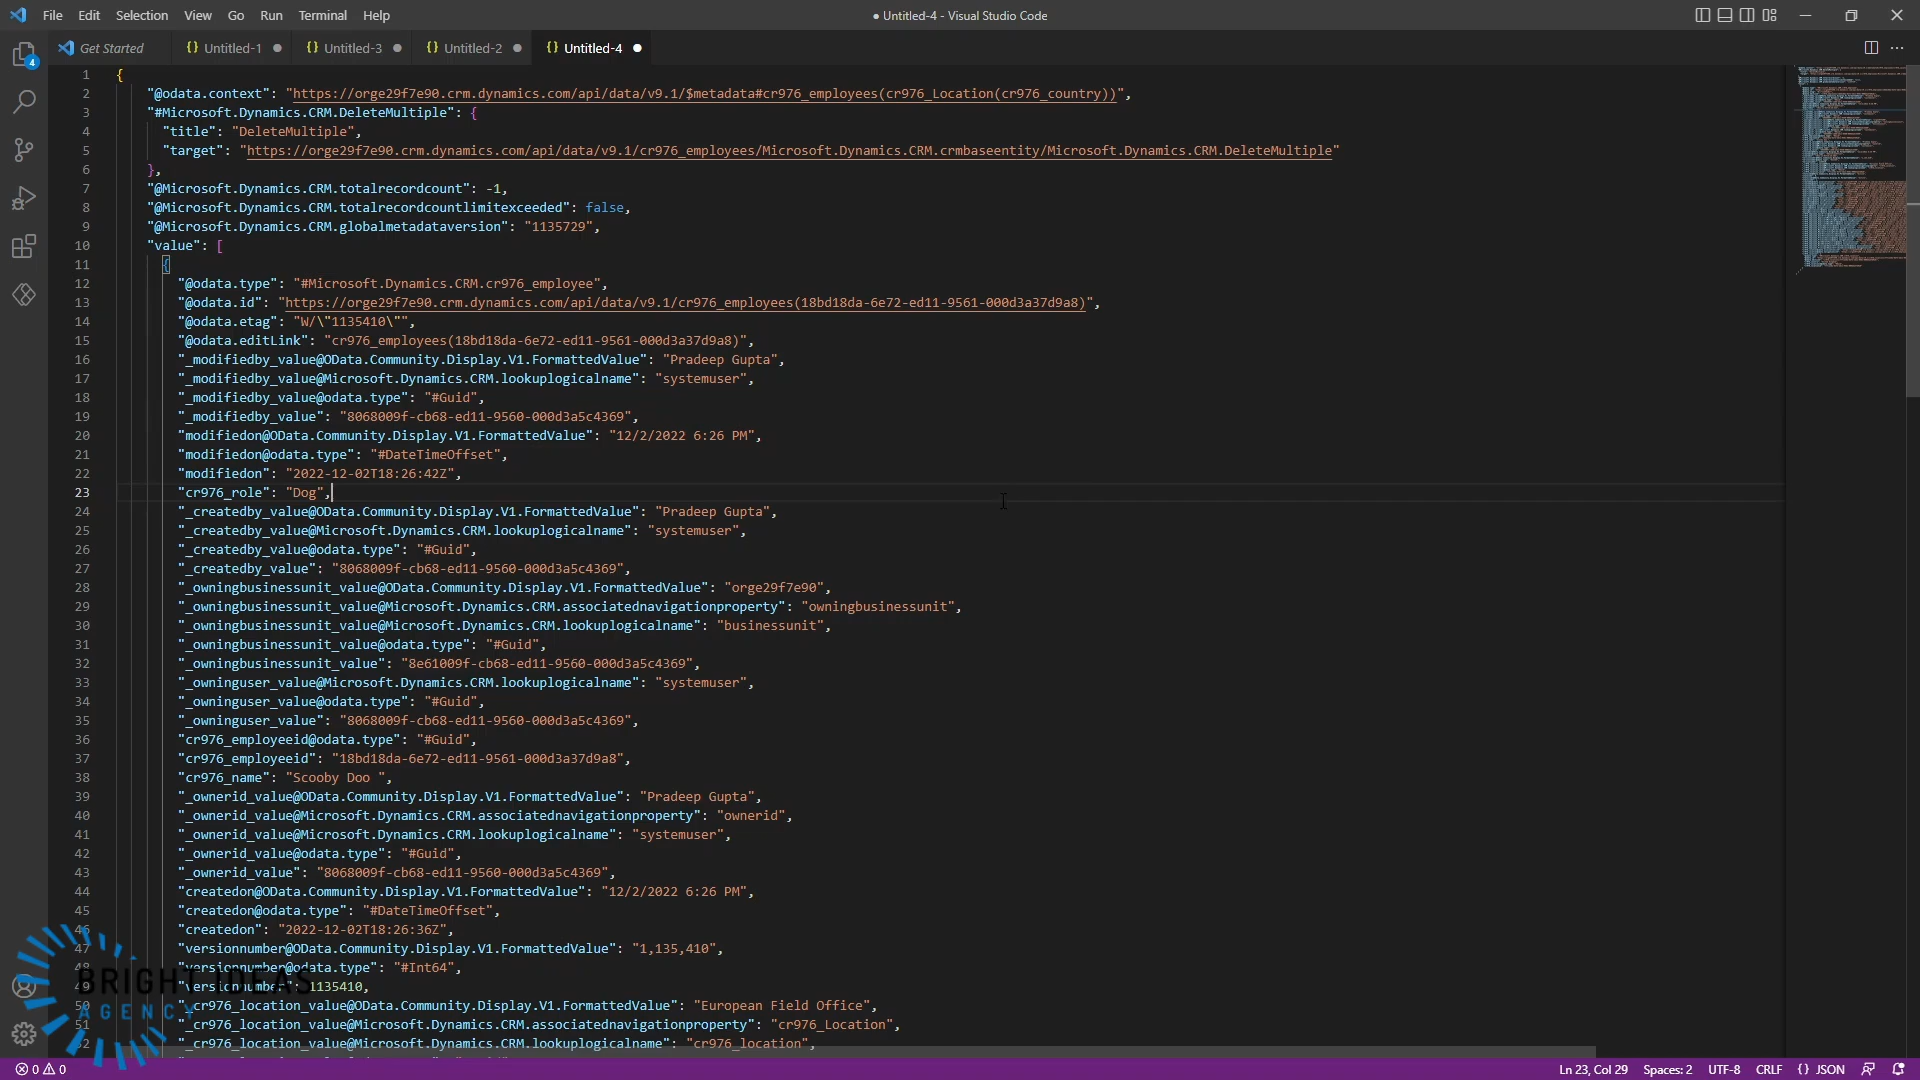 File Edit Selection View Go Run Terminal Help
● Untitled-4 - Visual Studio Code
Get Started {} Untitled-1 ● {} Untitled-3 ● {} Untitled-2 ● {} Untitled-4 ●
4
1 {
2 "@odata.context": "https://orge29f7e90.crm.dynamics.com/api/data/v9.1/$metadata#cr976_employees(cr976_Location(cr976_country))",
3 "#Microsoft.Dynamics.CRM.DeleteMultiple": {
4 "title": "DeleteMultiple",
5 "target": "https://orge29f7e90.crm.dynamics.com/api/data/v9.1/cr976_employees/Microsoft.Dynamics.CRM.crmbaseentity/Microsoft.Dynamics.CRM.DeleteMultiple"
6 },
7 "@Microsoft.Dynamics.CRM.totalrecordcount": -1,
8 "@Microsoft.Dynamics.CRM.totalrecordcountlimitexceeded": false,
9 "@Microsoft.Dynamics.CRM.globalmetadataversion": "1135729",
10 "value": [
11 {
12 "@odata.type": "#Microsoft.Dynamics.CRM.cr976_employee",
13 "@odata.id": "https://orge29f7e90.crm.dynamics.com/api/data/v9.1/cr976_employees(18bd18da-6e72-ed11-9561-000d3a37d9a8)",
14 "@odata.etag": "W/\"1135410\"",
15 "@odata.editLink": "cr976_employees(18bd18da-6e72-ed11-9561-000d3a37d9a8)",
16 "_modifiedby_value@OData.Community.Display.V1.FormattedValue": "Pradeep Gupta",
17 "_modifiedby_value@Microsoft.Dynamics.CRM.lookuplogicalname": "systemuser",
18 "_modifiedby_value@odata.type": "#Guid",
19 "_modifiedby_value": "8068009f-cb68-ed11-9560-000d3a5c4369",
20 "modifiedon@OData.Community.Display.V1.FormattedValue": "12/2/2022 6:26 PM",
21 "modifiedon@odata.type": "#DateTimeOffset",
22 "modifiedon": "2022-12-02T18:26:42Z",
23 "cr976_role": "Dog",
24 "_createdby_value@OData.Community.Display.V1.FormattedValue": "Pradeep Gupta",
25 "_createdby_value@Microsoft.Dynamics.CRM.lookuplogicalname": "systemuser",
26 "_createdby_value@odata.type": "#Guid",
27 "_createdby_value": "8068009f-cb68-ed11-9560-000d3a5c4369",
28 "_owningbusinessunit_value@OData.Community.Display.V1.FormattedValue": "orge29f7e90",
29 "_owningbusinessunit_value@Microsoft.Dynamics.CRM.associatednavigationproperty": "owningbusinessunit",
30 "_owningbusinessunit_value@Microsoft.Dynamics.CRM.lookuplogicalname": "businessunit",
31 "_owningbusinessunit_value@odata.type": "#Guid",
32 "_owningbusinessunit_value": "8e61009f-cb68-ed11-9560-000d3a5c4369",
33 "_owninguser_value@Microsoft.Dynamics.CRM.lookuplogicalname": "systemuser",
34 "_owninguser_value@odata.type": "#Guid",
35 "_owninguser_value": "8068009f-cb68-ed11-9560-000d3a5c4369",
36 "cr976_employeeid@odata.type": "#Guid",
37 "cr976_employeeid": "18bd18da-6e72-ed11-9561-000d3a37d9a8",
38 "cr976_name": "Scooby Doo ",
39 "_ownerid_value@OData.Community.Display.V1.FormattedValue": "Pradeep Gupta",
40 "_ownerid_value@Microsoft.Dynamics.CRM.associatednavigationproperty": "ownerid",
41 "_ownerid_value@Microsoft.Dynamics.CRM.lookuplogicalname": "systemuser",
42 "_ownerid_value@odata.type": "#Guid",
43 "_ownerid_value": "8068009f-cb68-ed11-9560-000d3a5c4369",
44 "createdon@OData.Community.Display.V1.FormattedValue": "12/2/2022 6:26 PM",
45 "createdon@odata.type": "#DateTimeOffset",
46 "createdon": "2022-12-02T18:26:36Z",
47 "versionnumber@OData.Community.Display.V1.FormattedValue": "1,135,410",
48 "versionnumber@odata.type": "#Int64",
49 "versionnumber": 1135410,
50 "_cr976_location_value@OData.Community.Display.V1.FormattedValue": "European Field Office",
51 "_cr976_location_value@Microsoft.Dynamics.CRM.associatednavigationproperty": "cr976_Location",
52 "_cr976_location_value@Microsoft.Dynamics.CRM.lookuplogicalname": "cr976_location",
BRIGHT IDEAS
AGENCY
0 0 Ln 23, Col 29 Spaces: 2 UTF-8 CRLF {} JSON